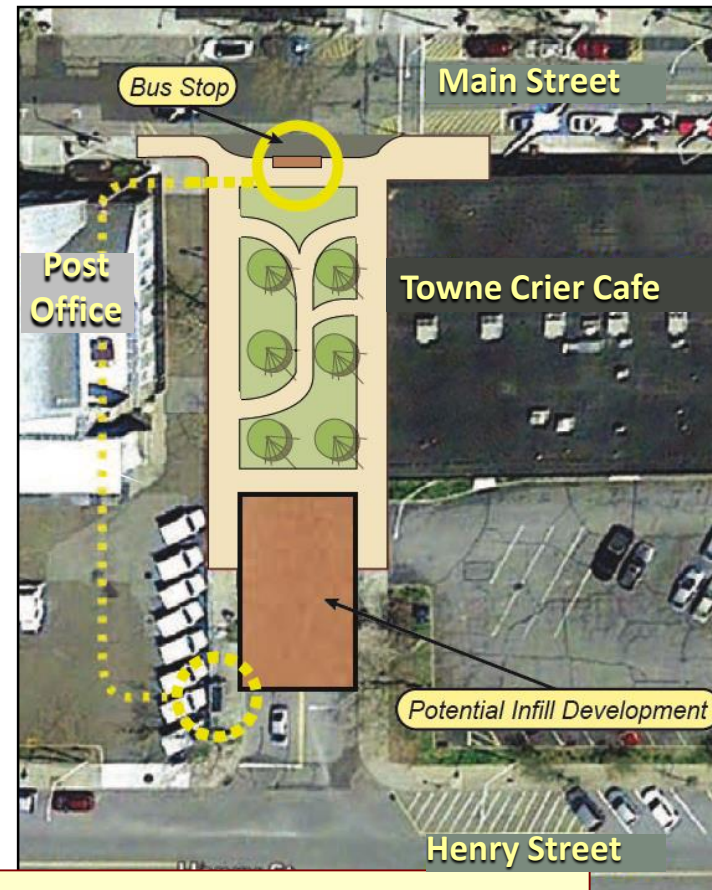 Main Street
Bus Stop
Post
Office
Towne Crier Cafe
Potential Infill Development
Henry Street